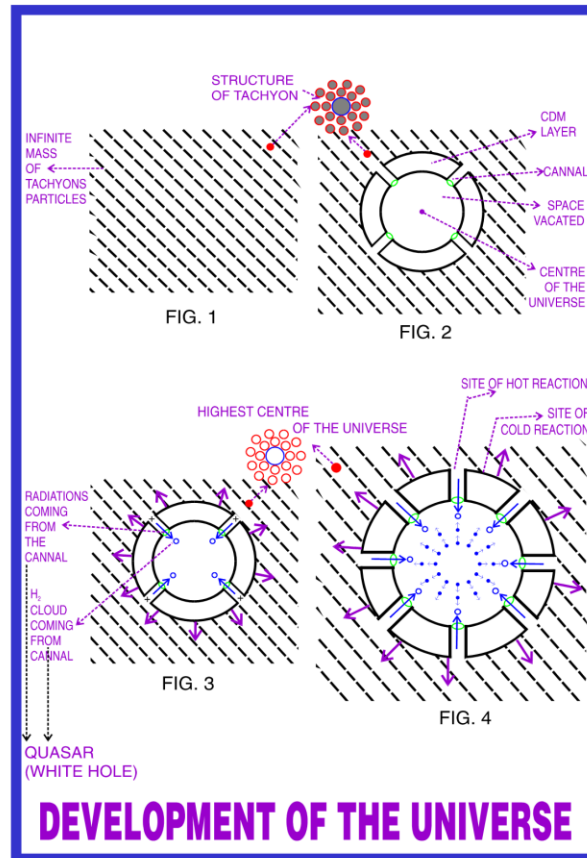 STRUCTURE
OF TACHYON
INFINITE
MASS
OF
TACHYONS
PARTICLES
CDM
LAYER
CANNAL
SPACE
VACATED
CENTRE
OF THE
UNIVERSE
FIG. 1
FIG. 2
SITE OF HOT REACTION
SITE OF
COLD REACTION
HIGHEST CENTRE
OF THE UNIVERSE
RADIATIONS
COMING
FROM
THE
CANNAL
H₂
CLOUD
COMING
FROM
CANNAL
FIG. 3
FIG. 4
QUASAR
(WHITE HOLE)
DEVELOPMENT OF THE UNIVERSE